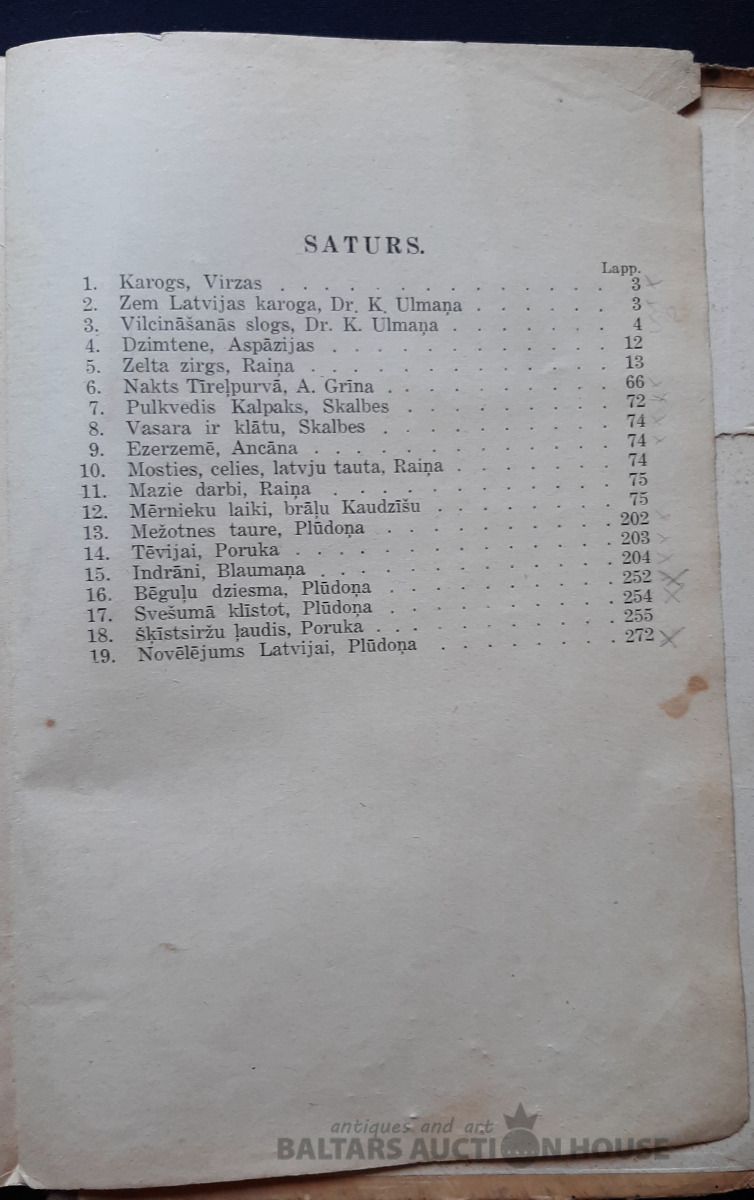 SATURS.
Lapp.
1. Karogs, Virzas . . . . . . . . . . . . . . 3
2. Zem Latvijas karoga, Dr. K. Ulmaņa . . . . . 3
3. Vilcināšanās slogs, Dr. K. Ulmaņa . . . . . . 4
4. Dzimtene, Aspāzijas . . . . . . . . . . . 12
5. Zelta zirgs, Raiņa . . . . . . . . . . . . 13
6. Nakts Tīreļpurvā, A. Grīna . . . . . . . . . 66
7. Pulkvedis Kalpaks, Skalbes . . . . . . . . 72
8. Vasara ir klātu, Skalbes . . . . . . . . . 74
9. Ezerzemē, Ancāna . . . . . . . . . . . . 74
10. Mosties, celies, latvju tauta, Raiņa . . . . . . 74
11. Mazie darbi, Raiņa . . . . . . . . . . . 75
12. Mērnieku laiki, brāļu Kaudzīšu . . . . . . . 75
13. Mežotnes taure, Plūdoņa . . . . . . . . . 202
14. Tēvijai, Poruka . . . . . . . . . . . . 203
15. Indrāni, Blaumaņa . . . . . . . . . . . 204
16. Bēguļu dziesma, Plūdoņa . . . . . . . . . 252
17. Svešumā klīstot, Plūdoņa . . . . . . . . . 254
18. šķīstsiržu ļaudis, Poruka . . . . . . . . . 255
19. Novēlējums Latvijai, Plūdoņa . . . . . . . 272
antiques and art
BALTARS AUCTION HOUSE